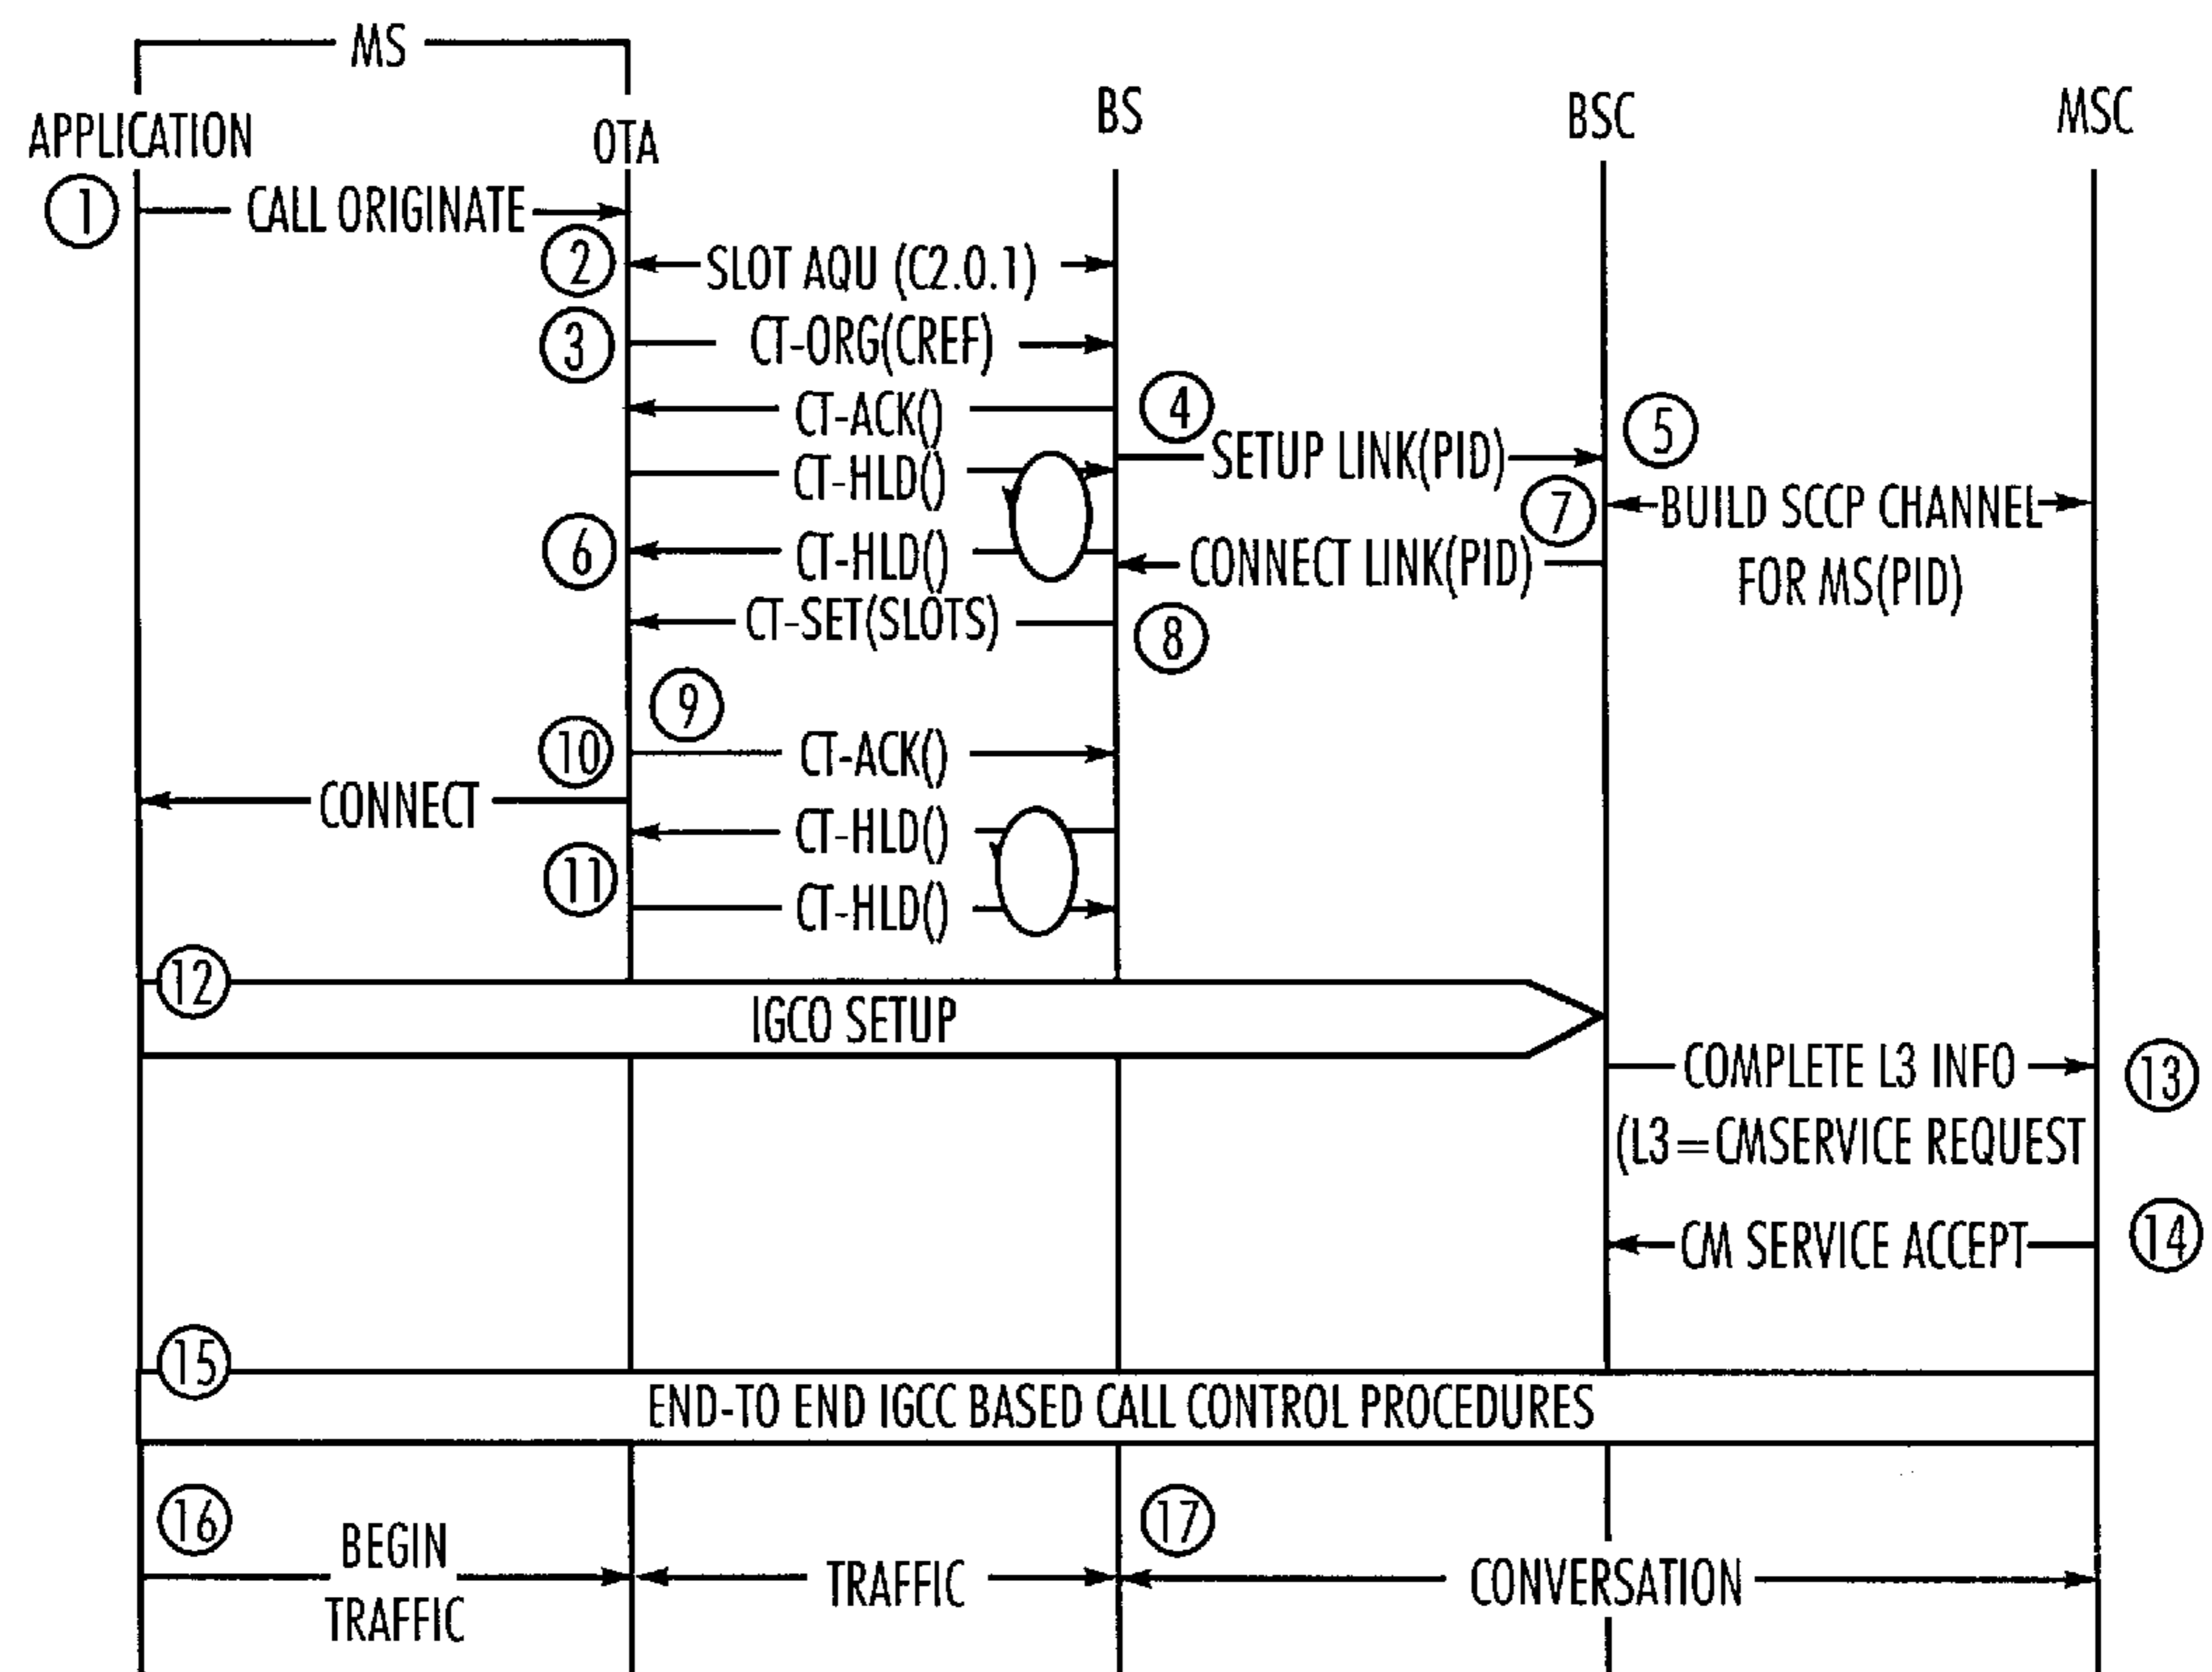 MS
APPLICATION OTA BS BSC MSC
1 CALL ORIGINATE
2 SLOT AQU (C2.0.1)
3 CT-ORG(CREF)
CT-ACK() 4
SETUP LINK(PID) 5
CT-HLD()
7 BUILD SCCP CHANNEL
FOR MS(PID)
6 CT-HLD() CONNECT LINK(PID)
CT-SET(SLOTS) 8
9
10 CT-ACK()
CONNECT
CT-HLD()
11
CT-HLD()
12
IGCO SETUP
COMPLETE L3 INFO 13
(L3=CMSERVICE REQUEST
CM SERVICE ACCEPT 14
15
END-TO END IGCC BASED CALL CONTROL PROCEDURES
16 17
BEGIN
TRAFFIC
TRAFFIC
CONVERSATION